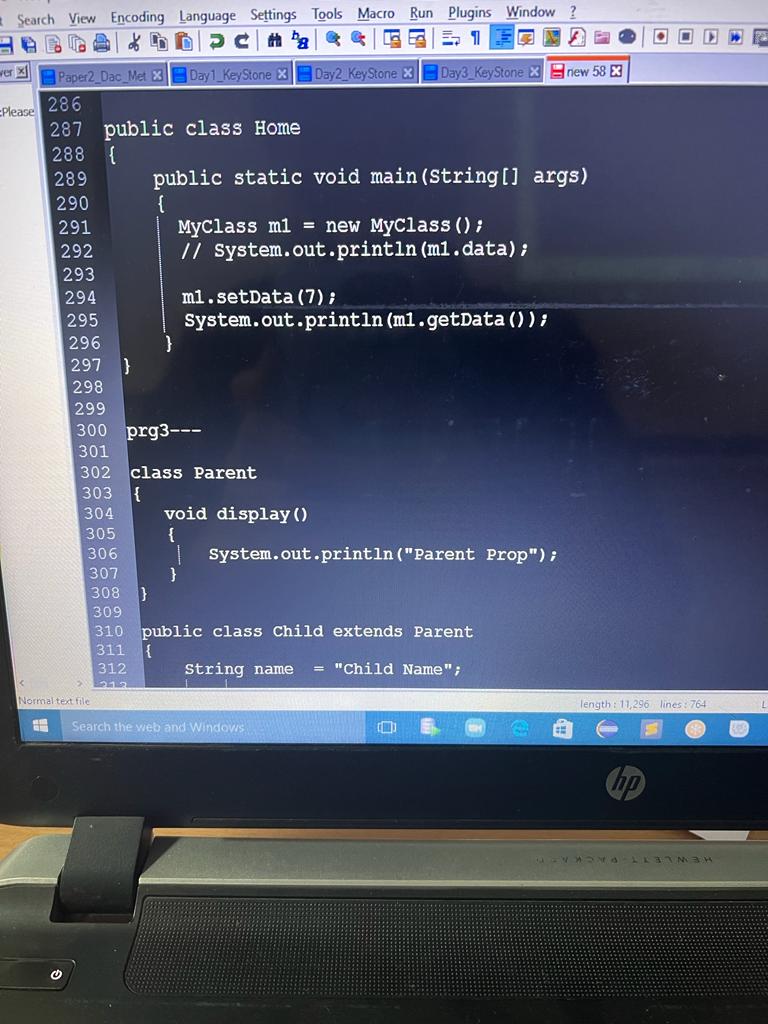 Search View Encoding Language Settings Tools Macro Run Plugins Window ?
Paper2_Dac_Met Day1_KeyStone Day2_KeyStone Day3_KeyStone new 58
:Please
286
287 public class Home
288 {
289 public static void main(String[] args)
290 {
291 MyClass m1 = new MyClass();
292 // System.out.println(m1.data);
293
294 m1.setData(7);
295 System.out.println(m1.getData());
296 }
297 }
298
299
300 prg3---
301
302 class Parent
303 {
304 void display()
305 {
306 System.out.println("Parent Prop");
307 }
308 }
309
310 public class Child extends Parent
311 {
312 String name = "Child Name";
Normal text file length : 11,296 lines : 764 L
Search the web and Windows
hp
HEWLETT-PACKARD